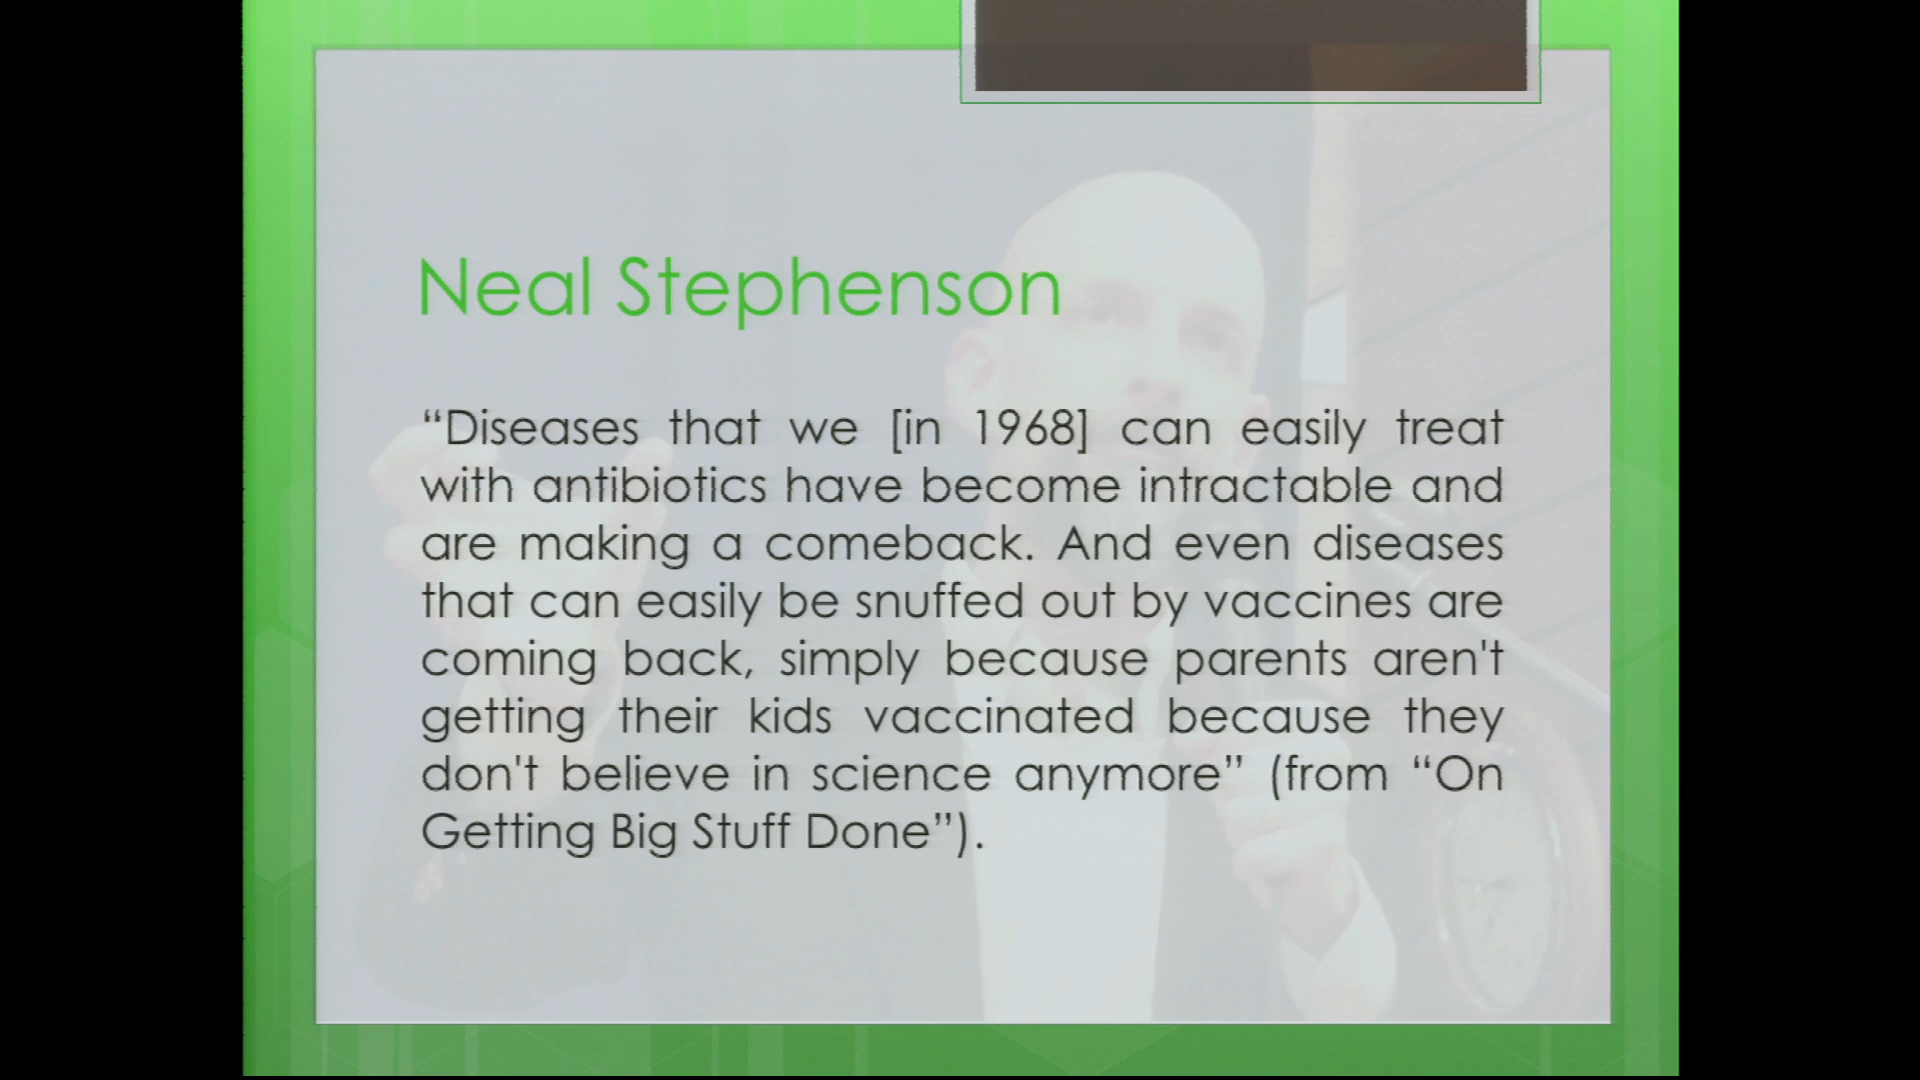 Neal Stephenson
“Diseases that we [in 1968] can easily treat
with antibiotics have become intractable and
are making a comeback. And even diseases
that can easily be snuffed out by vaccines are
coming back, simply because parents aren't
getting their kids vaccinated because they
don't believe in science anymore” (from “On
Getting Big Stuff Done”).